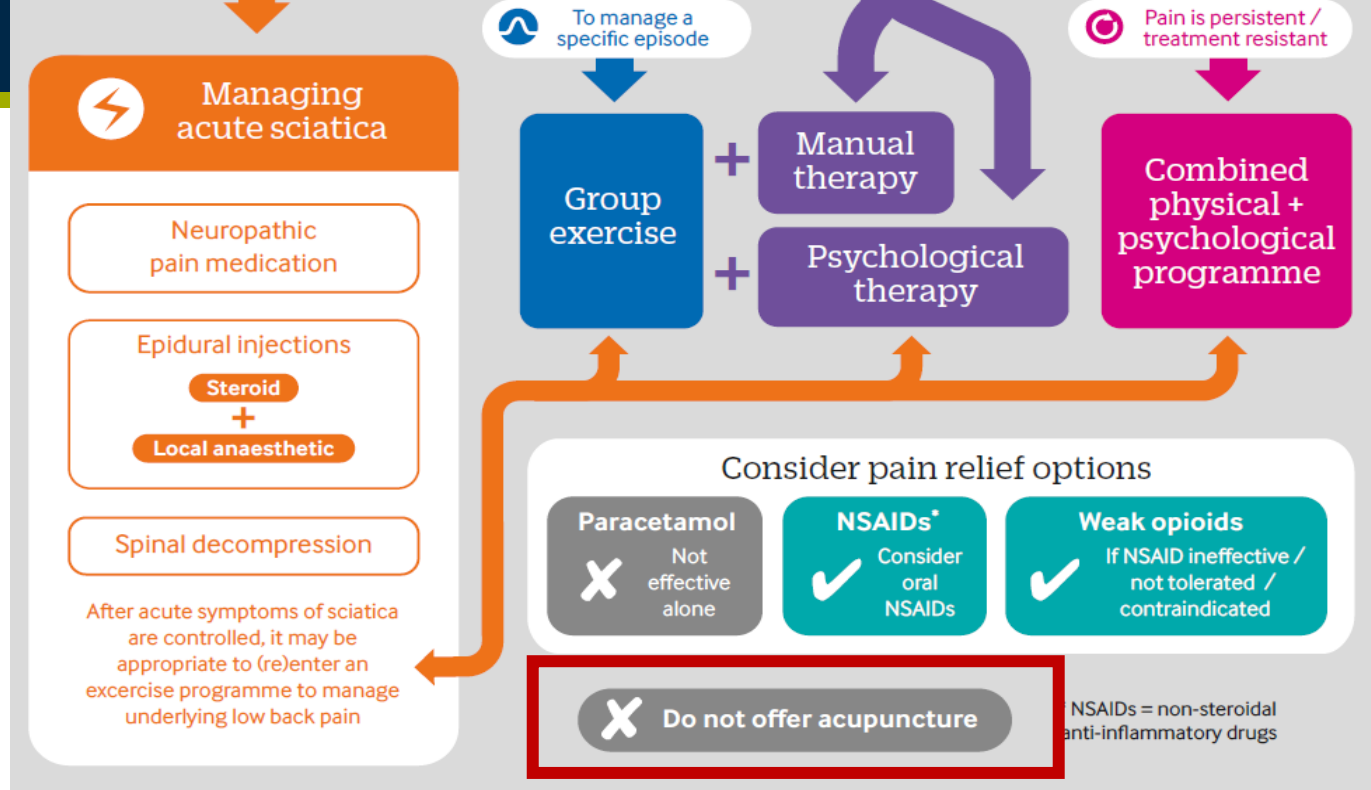 To manage a
specific episode
Pain is persistent /
treatment resistant
Managing
acute sciatica
Neuropathic
pain medication
Epidural injections
Steroid
+
Local anaesthetic
Spinal decompression
After acute symptoms of sciatica
are controlled, it may be
appropriate to (re)enter an
excercise programme to manage
underlying low back pain
Group
exercise
+
Manual
therapy
+
Psychological
therapy
Combined
physical +
psychological
programme
Consider pain relief options
Paracetamol
Not
effective
alone
NSAIDs*
Consider
oral
NSAIDs
Weak opioids
If NSAID ineffective /
not tolerated /
contraindicated
Do not offer acupuncture
* NSAIDs = non-steroidal
anti-inflammatory drugs